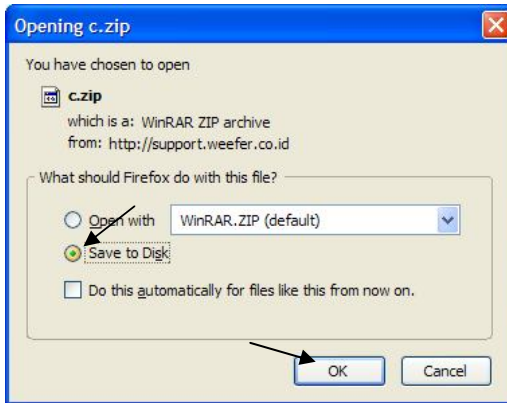 Opening c.zip
You have chosen to open
c.zip
which is a: WinRAR ZIP archive
from: http://support.weefer.co.id
What should Firefox do with this file?
Open with WinRAR.ZIP (default)
Save to Disk
Do this automatically for files like this from now on.
OK Cancel